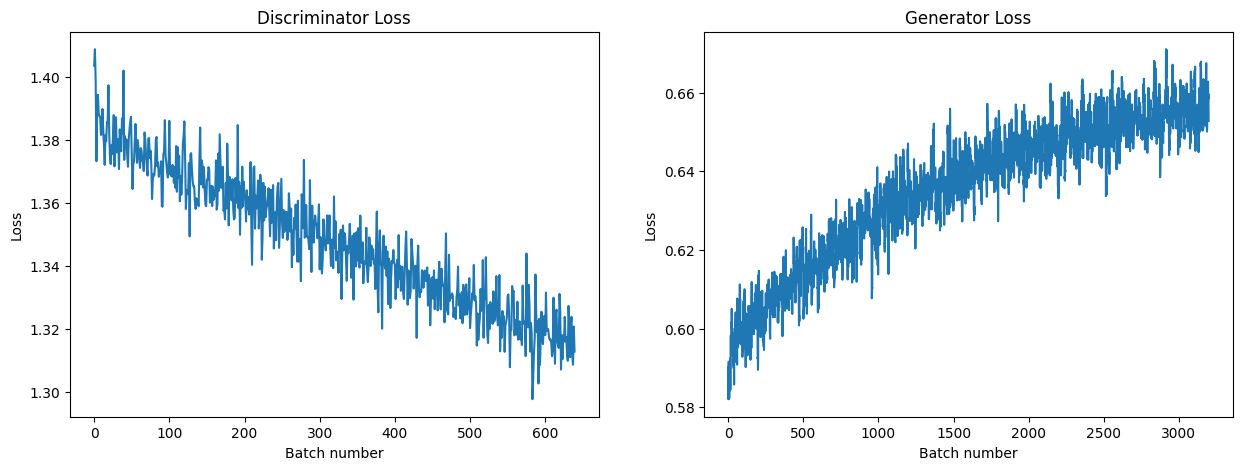 Discriminator Loss
1.40
1.38
1.36
1.34
1.32
1.30
Loss
0 100 200 300 400 500 600
Batch number
Generator Loss
0.66
0.64
0.62
0.60
0.58
Loss
0 500 1000 1500 2000 2500 3000
Batch number